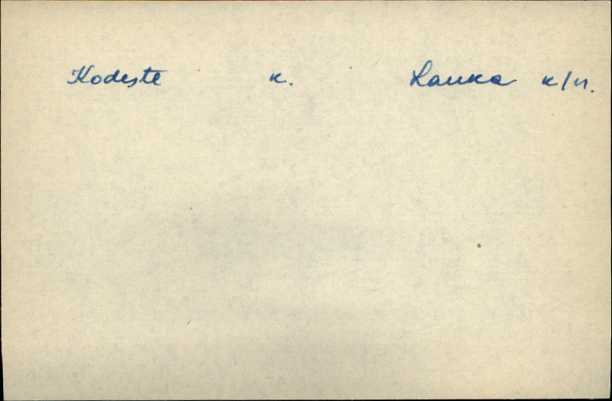 Kodeste k. Lauka k/n.